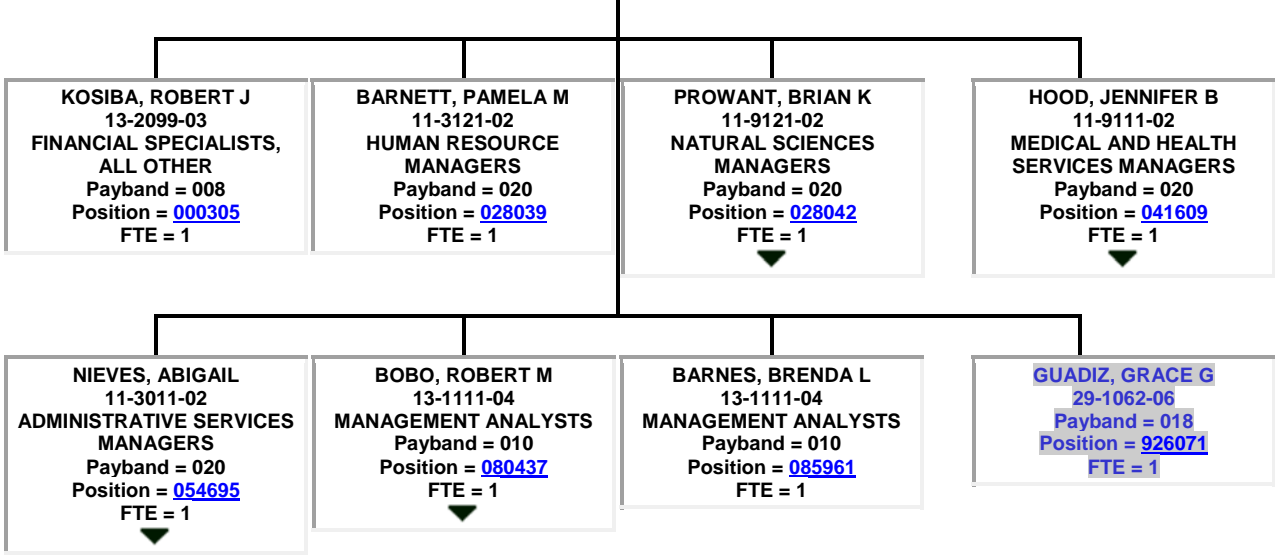 KOSIBA, ROBERT J
13-2099-03
FINANCIAL SPECIALISTS,
ALL OTHER
Payband = 008
Position = 000305
FTE = 1
BARNETT, PAMELA M
11-3121-02
HUMAN RESOURCE
MANAGERS
Payband = 020
Position = 028039
FTE = 1
PROWANT, BRIAN K
11-9121-02
NATURAL SCIENCES
MANAGERS
Payband = 020
Position = 028042
FTE = 1
HOOD, JENNIFER B
11-9111-02
MEDICAL AND HEALTH
SERVICES MANAGERS
Payband = 020
Position = 041609
FTE = 1
NIEVES, ABIGAIL
11-3011-02
ADMINISTRATIVE SERVICES
MANAGERS
Payband = 020
Position = 054695
FTE = 1
BOBO, ROBERT M
13-1111-04
MANAGEMENT ANALYSTS
Payband = 010
Position = 080437
FTE = 1
BARNES, BRENDA L
13-1111-04
MANAGEMENT ANALYSTS
Payband = 010
Position = 085961
FTE = 1
GUADIZ, GRACE G
29-1062-06
Payband = 018
Position = 926071
FTE = 1